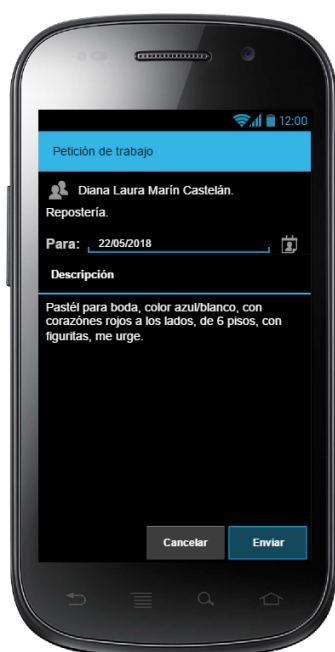 12:00
Petición de trabajo
Diana Laura Marín Castelán.
Repostería.
Para: 22/05/2018
Descripción
Pastél para boda, color azul/blanco, con
corazónes rojos a los lados, de 6 pisos, con
figuritas, me urge.
Cancelar Enviar